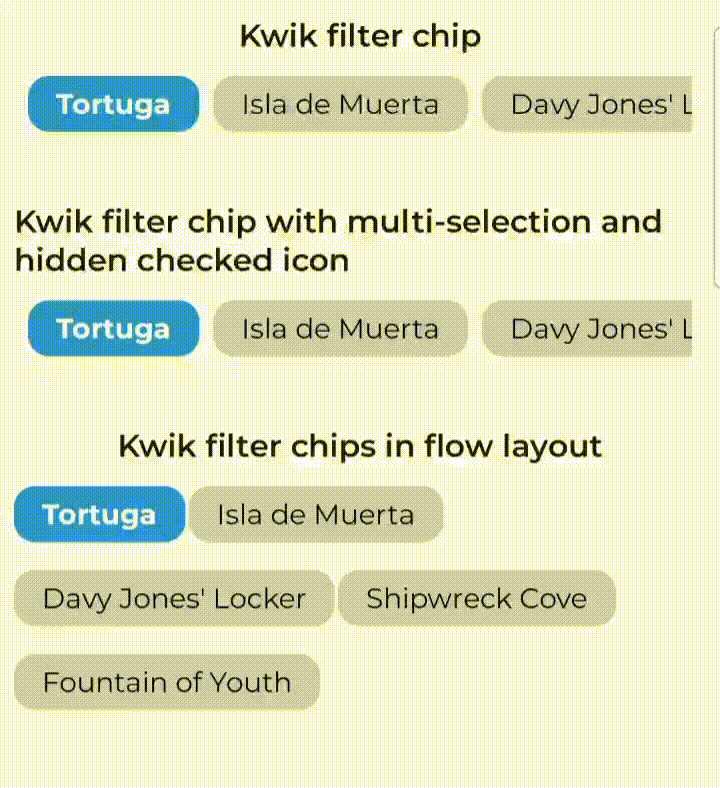 Kwik filter chip
Tortuga Isla de Muerta Davy Jones' L
Kwik filter chip with multi-selection and
hidden checked icon
Tortuga Isla de Muerta Davy Jones' L
Kwik filter chips in flow layout
Tortuga Isla de Muerta
Davy Jones' Locker Shipwreck Cove
Fountain of Youth